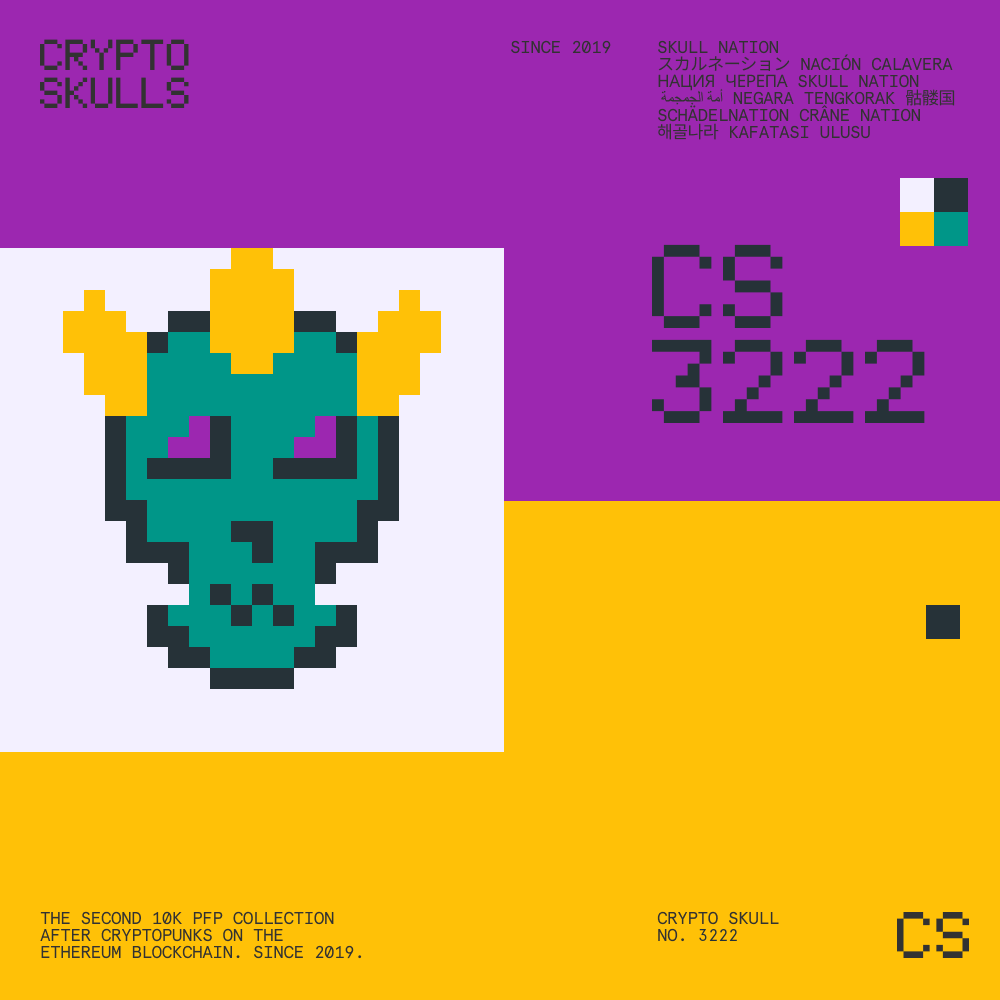 CRYPTO
SKULLS
SINCE 2019
SKULL NATION
スカルネーション NACIÓN CALAVERA
НАЦИЯ ЧЕРЕПА SKULL NATION
أمة الجمجمة NEGARA TENGKORAK 骷髅国
SCHÄDELNATION CRÂNE NATION
해골나라 KAFATASI ULUSU
CS
3222
THE SECOND 10K PFP COLLECTION
AFTER CRYPTOPUNKS ON THE
ETHEREUM BLOCKCHAIN. SINCE 2019.
CRYPTO SKULL
NO. 3222
CS